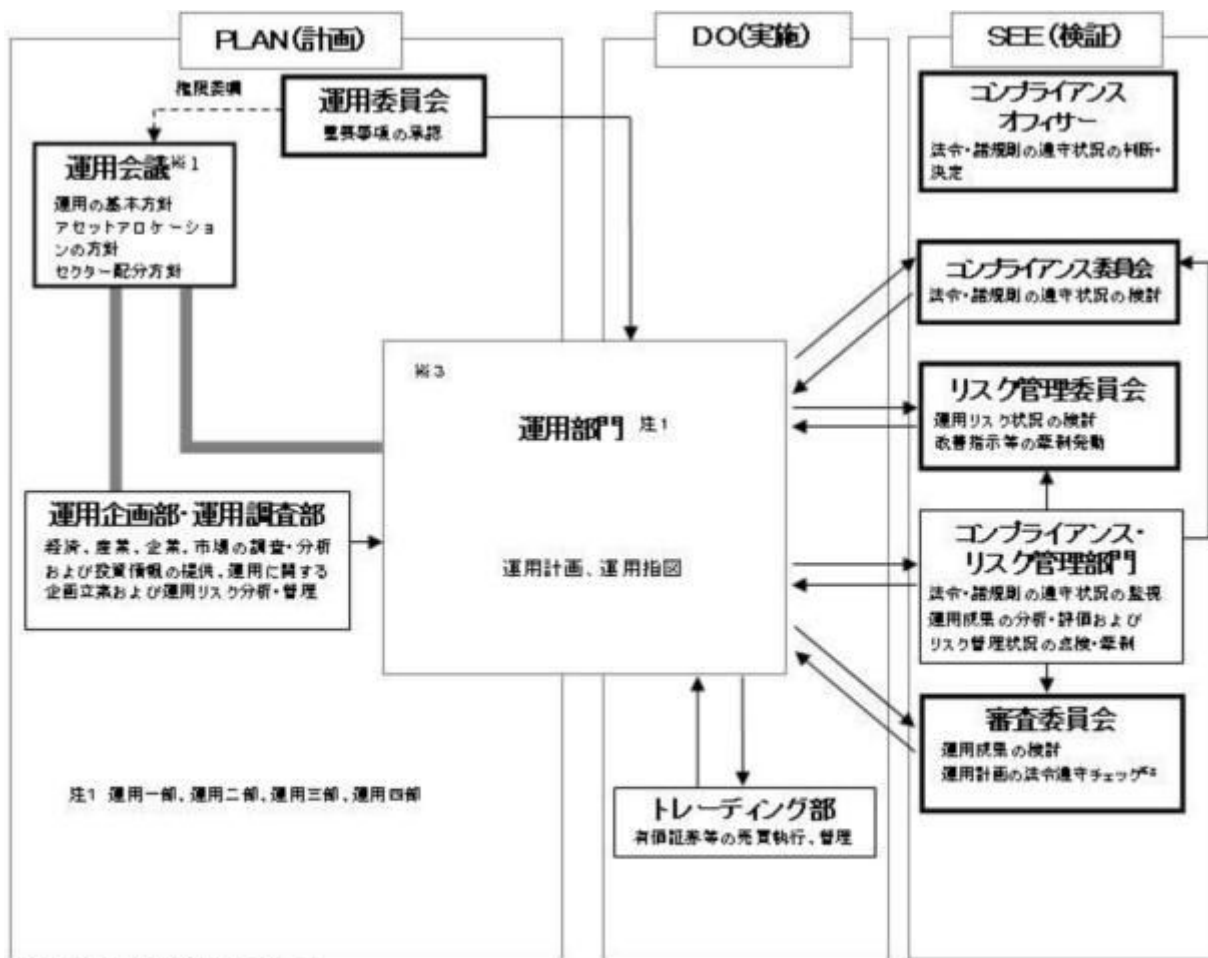 PLAN(計画)
権限委嘱
運用委員会
重要事項の承認
運用会議※1
運用の基本方針
アセットアロケーショ
ンの方針
セクター配分方針
運用企画部・運用調査部
経済、産業、企業、市場の調査・分析
および投資情報の提供、運用に関する
企画立案および運用リスク分析・管理
注1 運用一部、運用二部、運用三部、運用四部
DO(実施)
※3
運用部門 注1
運用計画、運用指図
トレーディング部
有価証券等の売買執行、管理
SEE(検証)
コンプライアンス
オフィサー
法令・諸規則の遵守状況の判断・
決定
コンプライアンス委員会
法令・諸規則の遵守状況の検討
リスク管理委員会
運用リスク状況の検討
改善指示等の牽制発動
コンプライアンス・
リスク管理部門
法令・諸規則の遵守状況の監視
運用成果の分析・評価および
リスク管理状況の点検・牽制
審査委員会
運用成果の検討
運用計画の法令遵守チェック